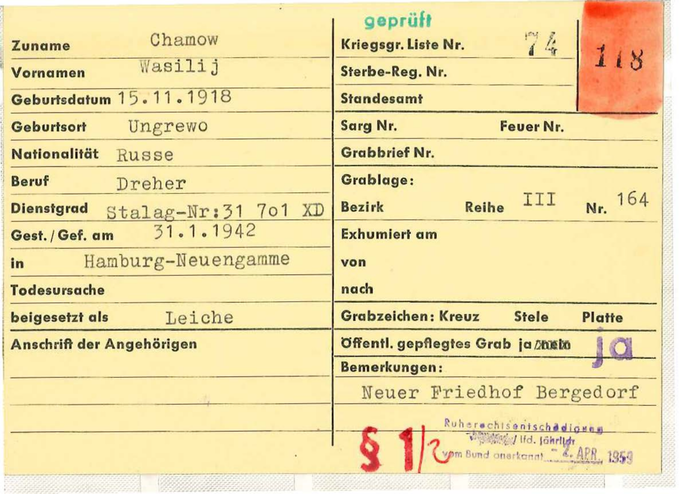 geprüft
Zuname Chamow
Vornamen Wasilij
Geburtsdatum 15.11.1918
Geburtsort Ungrewo
Nationalität Russe
Beruf Dreher
Dienstgrad Stalag-Nr:31 7o1 XD
Gest./Gef. am 31.1.1942
in Hamburg-Neuengamme
Todesursache
beigesetzt als Leiche
Anschrift der Angehörigen
Kriegsgr. Liste Nr. 74
118
Sterbe-Reg. Nr.
Standesamt
Sarg Nr. Feuer Nr.
Grabbrief Nr.
Grablage:
Bezirk Reihe III Nr. 164
Exhumiert am
von
nach
Grabzeichen: Kreuz Stele Platte
Öffentl. gepflegtes Grab ja/nein ja
Bemerkungen:
Neuer Friedhof Bergedorf
§ 1/2
Ruherechtsentschädigung
/ lfd. jährlich
vom Bund anerkannt - 2. APR. 1959